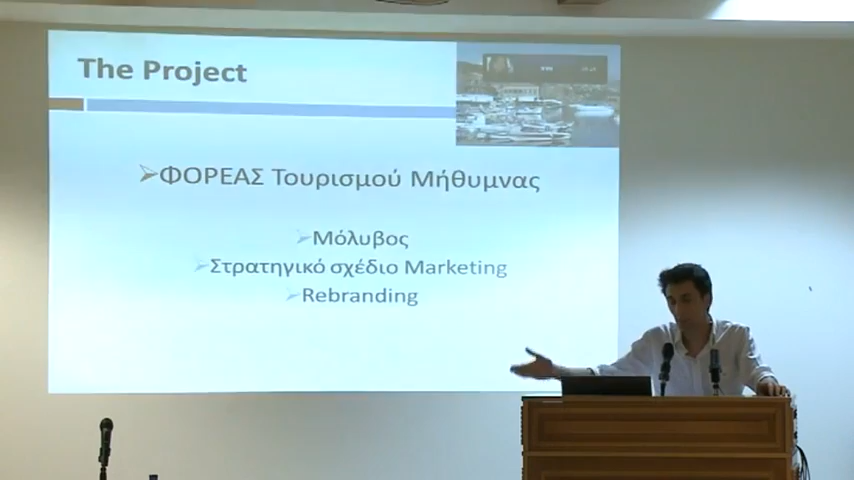 The Project
ΦΟΡΕΑΣ Τουρισμού Μήθυμνας
Μόλυβος
Στρατηγικό σχέδιο Marketing
Rebranding